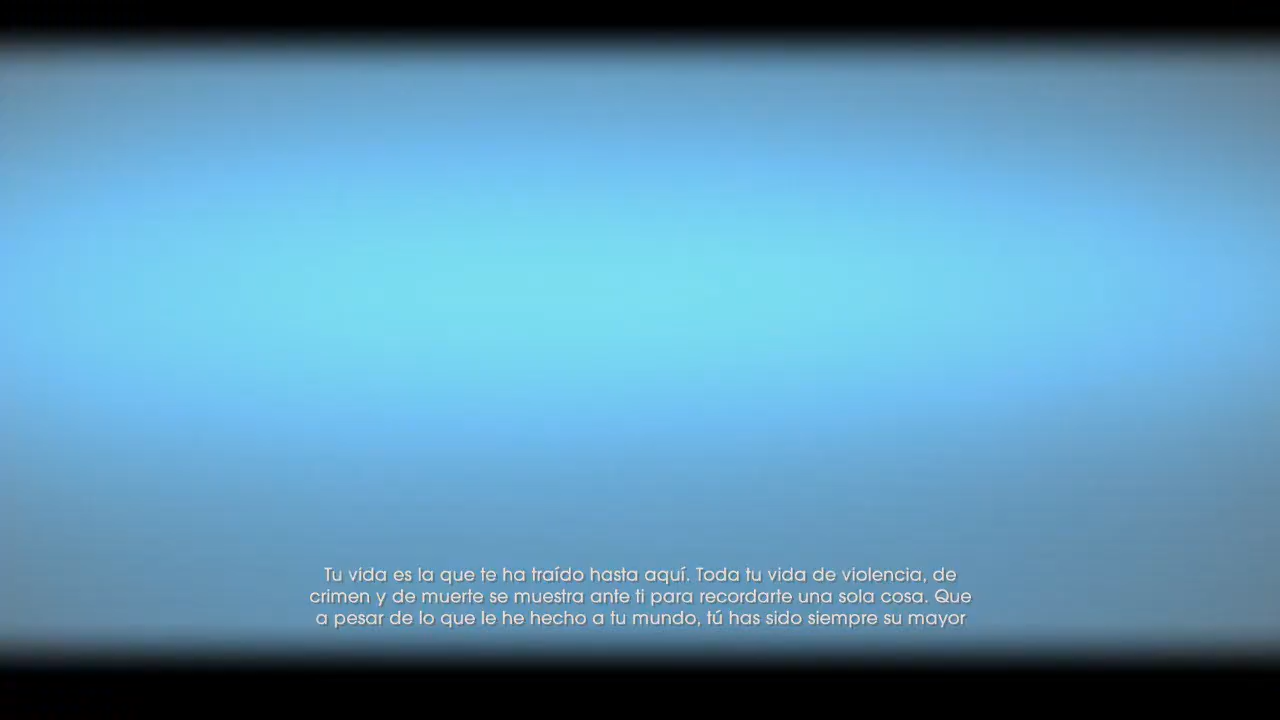 Tu vida es la que te ha traído hasta aquí. Toda tu vida de violencia, de
crimen y de muerte se muestra ante ti para recordarte una sola cosa. Que
a pesar de lo que le he hecho a tu mundo, tú has sido siempre su mayor